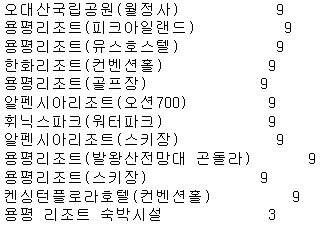 오대산국립공원(월정사) 9
용평리조트(피크아일랜드) 9
용평리조트(유스호스텔) 9
한화리조트(컨벤션홀) 9
용평리조트(골프장) 9
알펜시아리조트(오션700) 9
휘닉스파크(워터파크) 9
알펜시아리조트(스키장) 9
용평리조트(발왕산전망대 곤돌라) 9
용평리조트(스키장) 9
켄싱턴플로라호텔(컨벤션홀) 9
용평 리조트 숙박시설 3